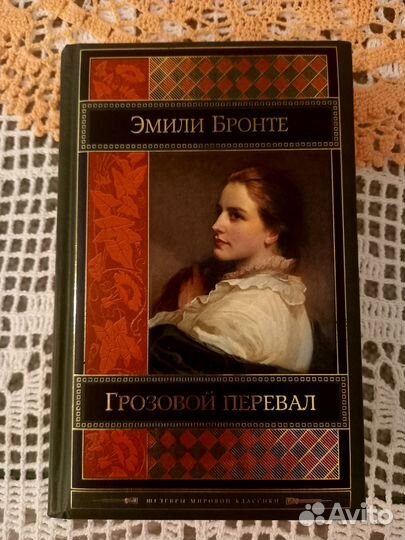 ЭМИЛИ БРОНТЕ
ГРОЗОВОЙ ПЕРЕВАЛ
ШЕДЕВРЫ МИРОВОЙ КЛАССИКИ
Avito